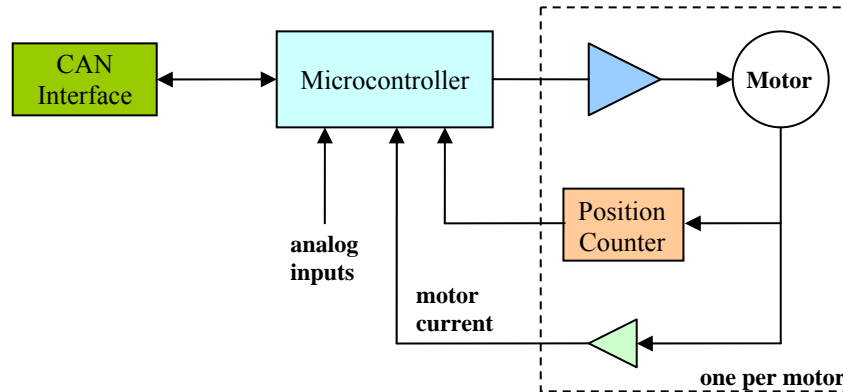 CAN
Interface
Microcontroller
Motor
Position
Counter
analog
inputs
motor
current
one per motor